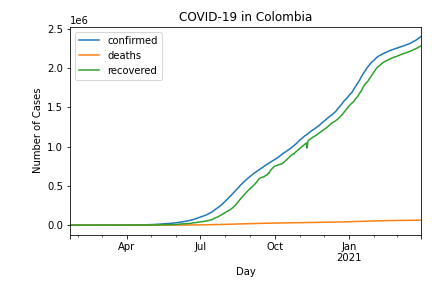 COVID-19 in Colombia
1e6
2.5
2.0
1.5
1.0
0.5
0.0
Number of Cases
confirmed
deaths
recovered
Apr
Jul
Oct
Jan
2021
Day